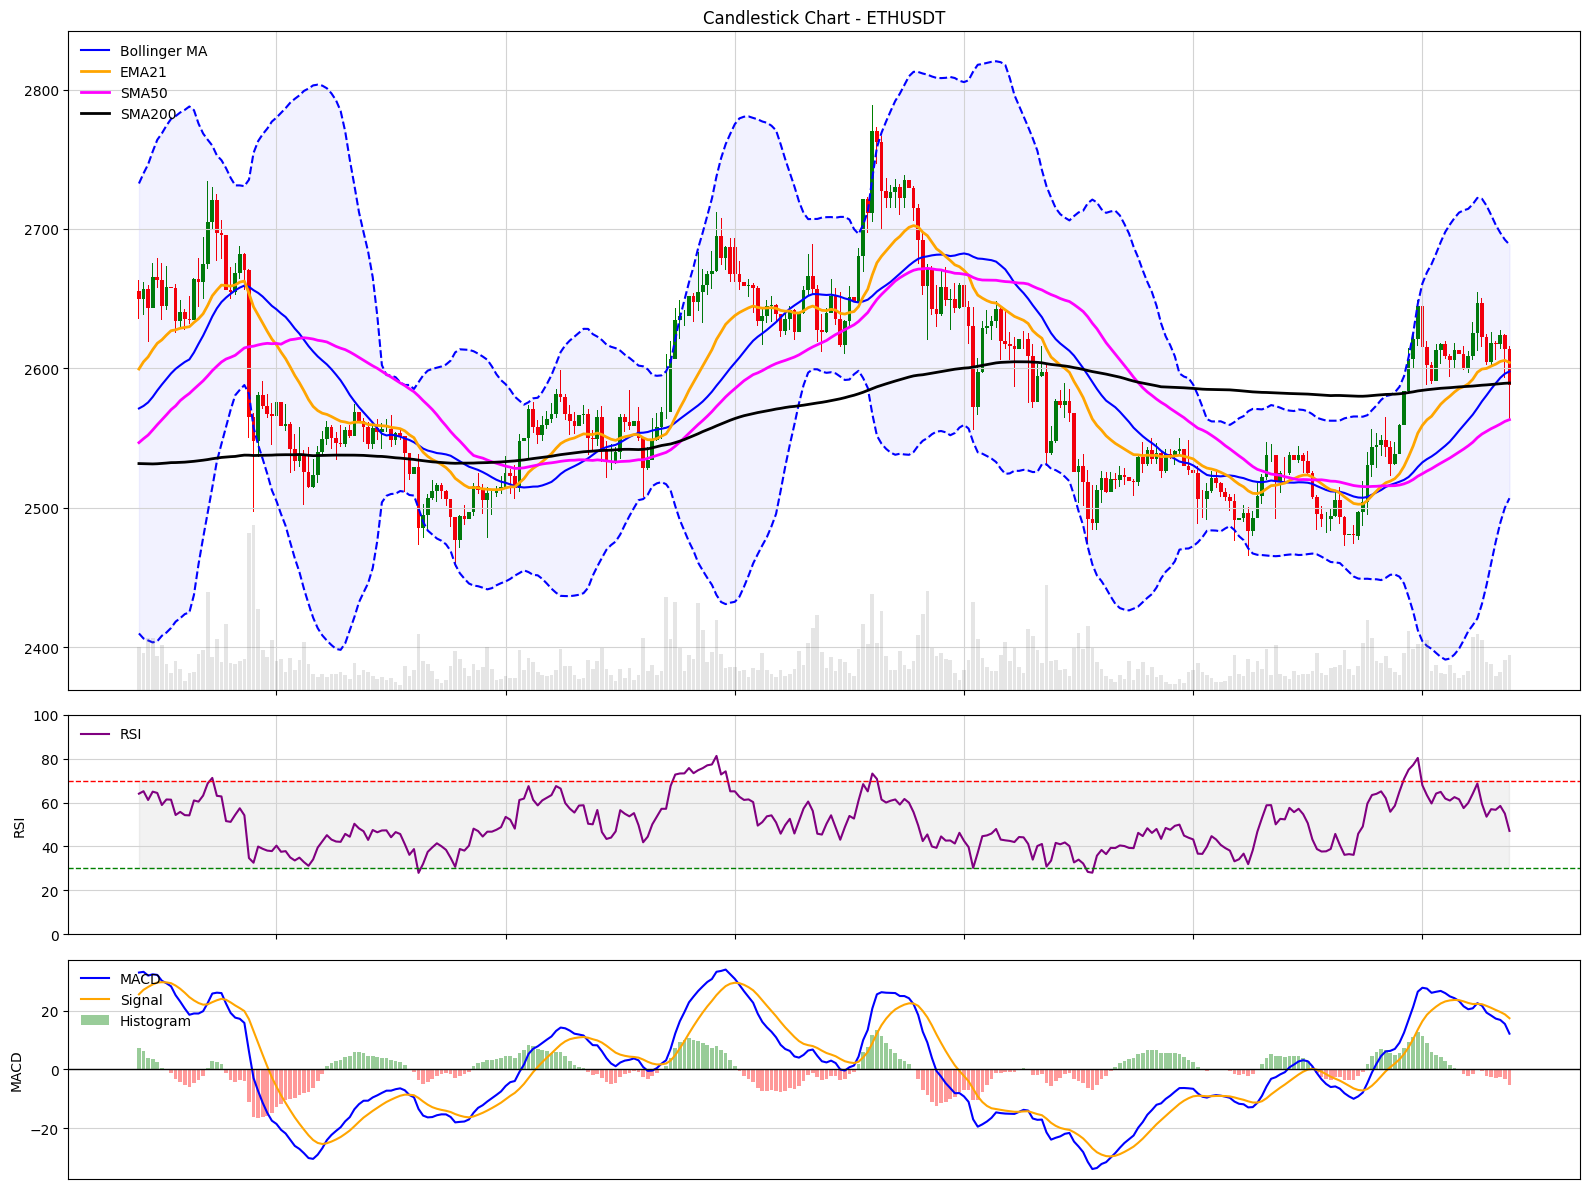 Candlestick Chart - ETHUSDT
Bollinger MA
EMA21
SMA50
SMA200
2800
2700
2600
2500
2400
RSI
100
80
60
40
20
0
RSI
MACD
Signal
Histogram
20
0
−20
MACD